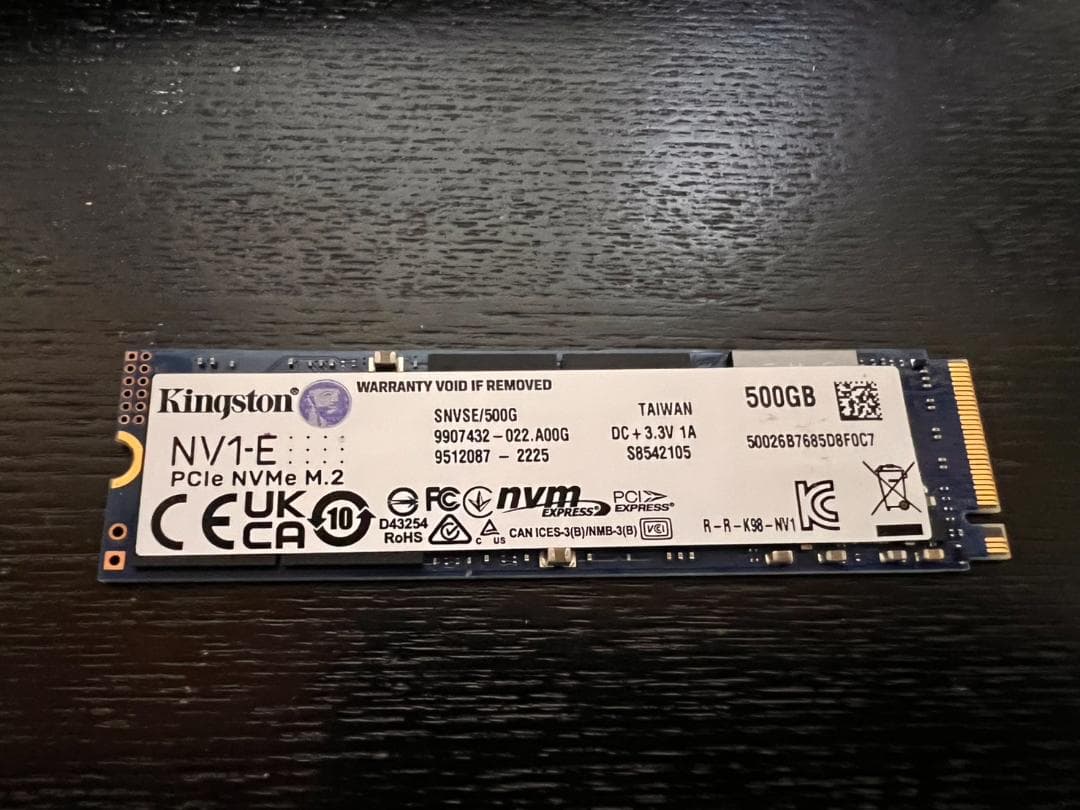 Kingston®
WARRANTY VOID IF REMOVED
NV1-E
PCIe NVMe M.2
SNVSE/500G
9907432-022.A00G
9512087 - 2225
TAIWAN
DC+3.3V 1A
S8542105
500GB
50026B7685D8F0C7
CE
UK
CA
10
D43254
RoHS
FC
nvm
EXPRESS
PCI
EXPRESS®
c
US
CAN ICES-3(B)/NMB-3(B)
VCI
R-R-K98-NV1